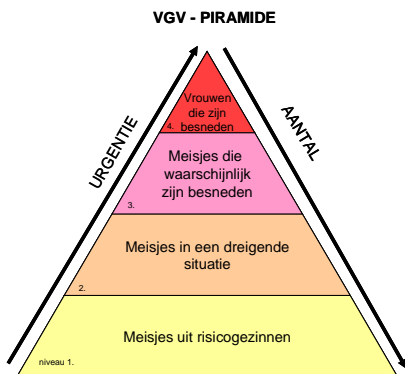 VGV - PIRAMIDE
URGENTIE
AANTAL
Vrouwen
die zijn
4. besneden
Meisjes die
waarschijnlijk
zijn besneden
3.
Meisjes in een dreigende
situatie
2.
Meisjes uit risicogezinnen
niveau 1.